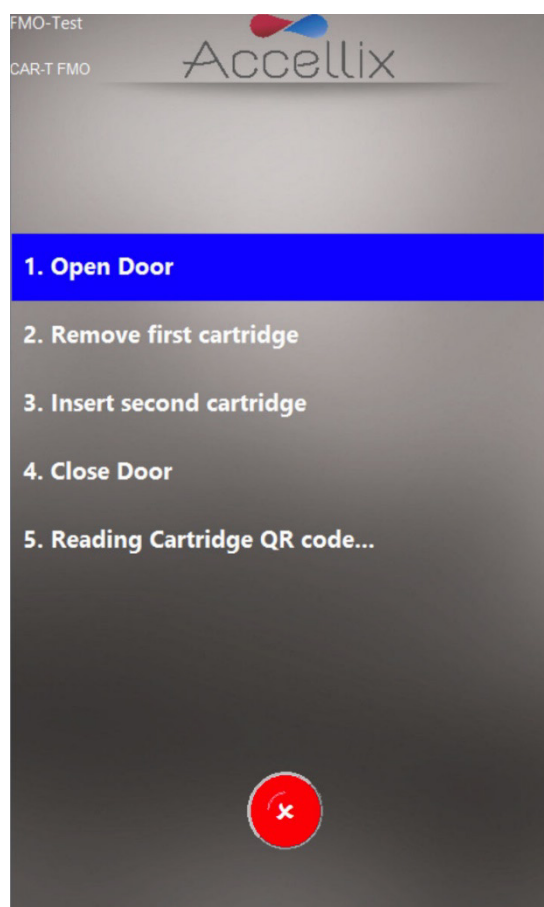 FMO-Test
Accellix
CAR-T FMO
1. Open Door
2. Remove first cartridge
3. Insert second cartridge
4. Close Door
5. Reading Cartridge QR code...